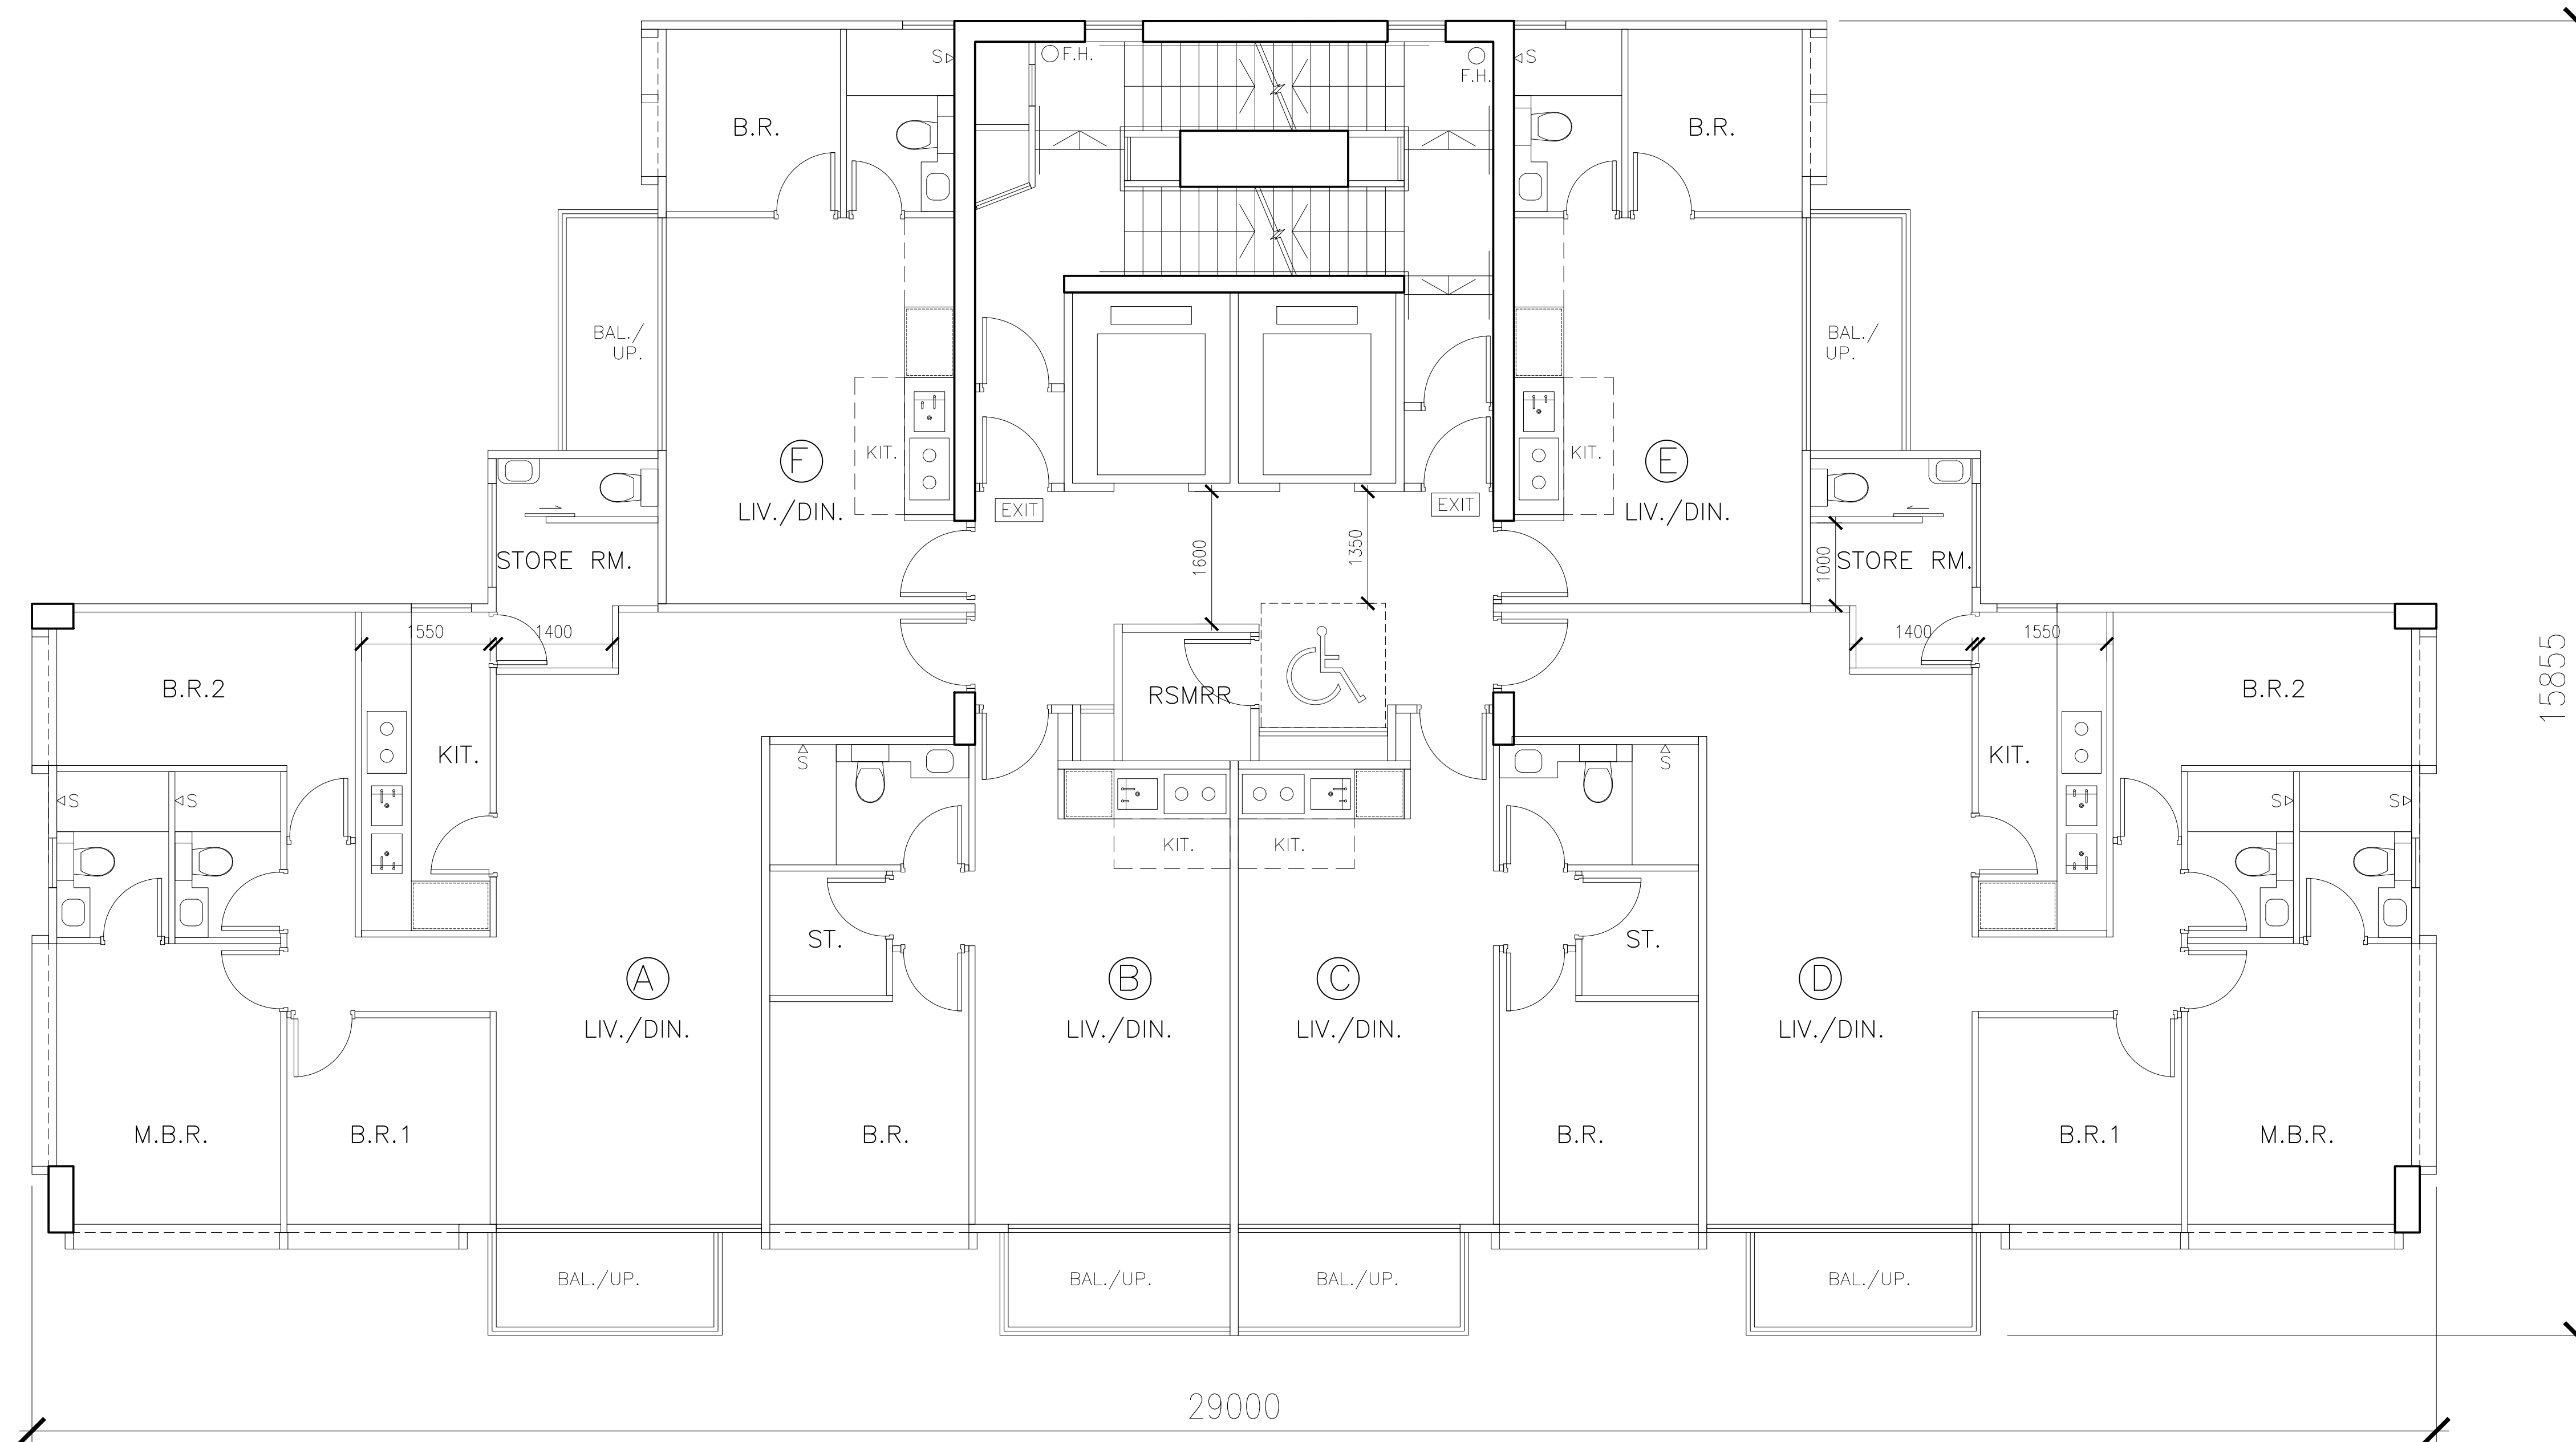 S
F.H.
F.H.
S
B.R.
B.R.
BAL./
UP.
BAL./
UP.
F
KIT.
KIT.
E
LIV./DIN.
EXIT
EXIT
LIV./DIN.
STORE RM.
1600
1350
1000
STORE RM.
1550
1400
1400
1550
B.R.2
RSMRR
B.R.2
15855
KIT.
S
S
KIT.
S
S
S
S
KIT.
KIT.
ST.
ST.
A
B
C
D
LIV./DIN.
LIV./DIN.
LIV./DIN.
LIV./DIN.
M.B.R.
B.R.1
B.R.
B.R.
B.R.1
M.B.R.
BAL./UP.
BAL./UP.
BAL./UP.
BAL./UP.
29000